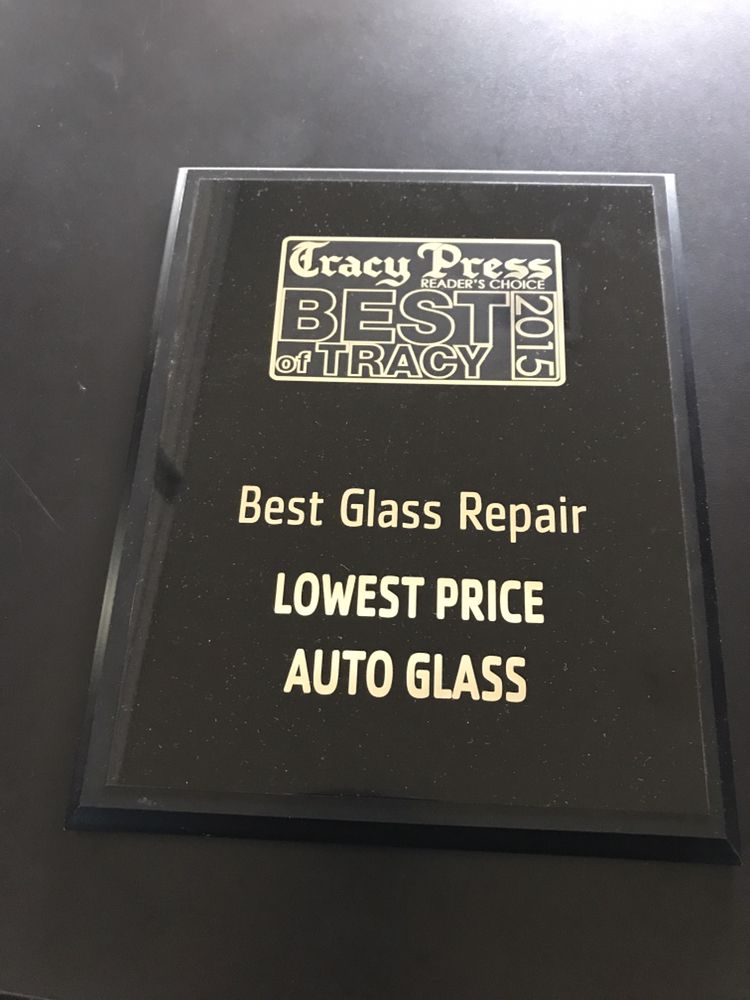 Tracy Press
READER'S CHOICE
BEST
of TRACY
2015
Best Glass Repair
LOWEST PRICE
AUTO GLASS